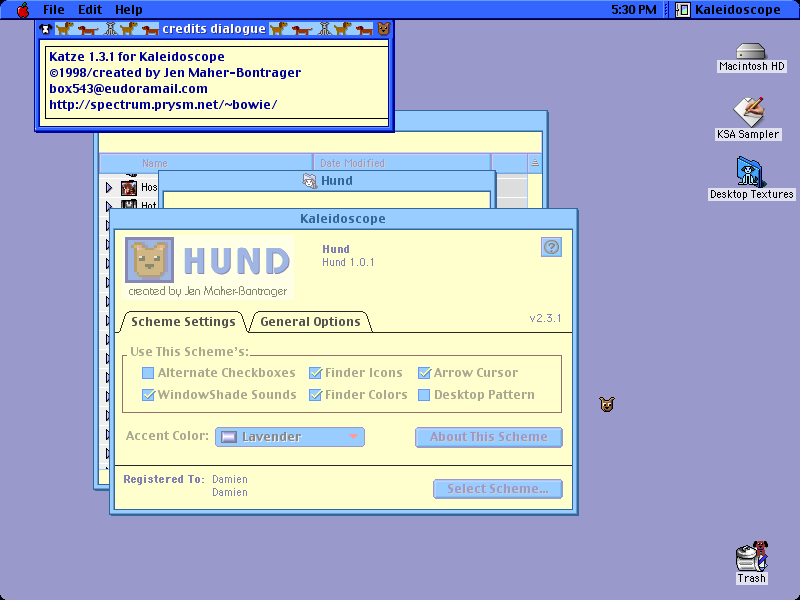 File Edit Help 5:30 PM Kaleidoscope
credits dialogue
Katze 1.3.1 for Kaleidoscope
©1998/created by Jen Maher-Bontrager
box543@eudoramail.com
http://spectrum.prysm.net/~bowie/
Macintosh HD
KSA Sampler
Desktop Textures
Name Date Modified
Hos
Hot
Hund
Kaleidoscope
HUND
created by Jen Maher-Bontrager
Hund
Hund 1.0.1
?
Scheme Settings General Options v2.3.1
Use This Scheme's:
Alternate Checkboxes Finder Icons Arrow Cursor
WindowShade Sounds Finder Colors Desktop Pattern
Accent Color: Lavender About This Scheme
Registered To: Damien
Damien
Select Scheme...
Trash